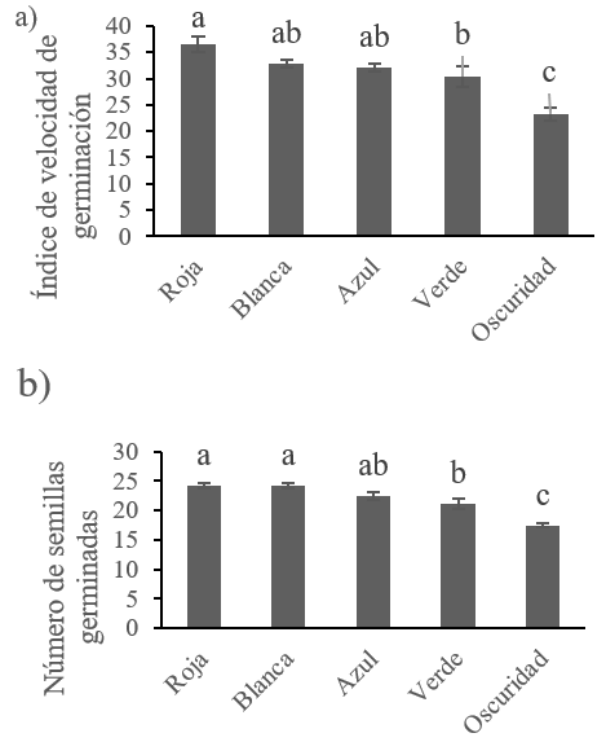 a)
Índice de velocidad de
germinación
40
35
30
25
20
15
10
5
0
a
ab
ab
b
c
Roja
Blanca
Azul
Verde
Oscuridad
b)
Número de semillas
germinadas
30
25
20
15
10
5
0
a
a
ab
b
c
Roja
Blanca
Azul
Verde
Oscuridad